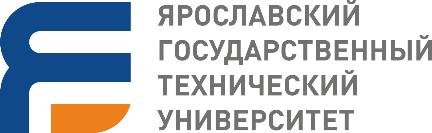 ЯРОСЛАВСКИЙ
ГОСУДАРСТВЕННЫЙ
ТЕХНИЧЕСКИЙ
УНИВЕРСИТЕТ